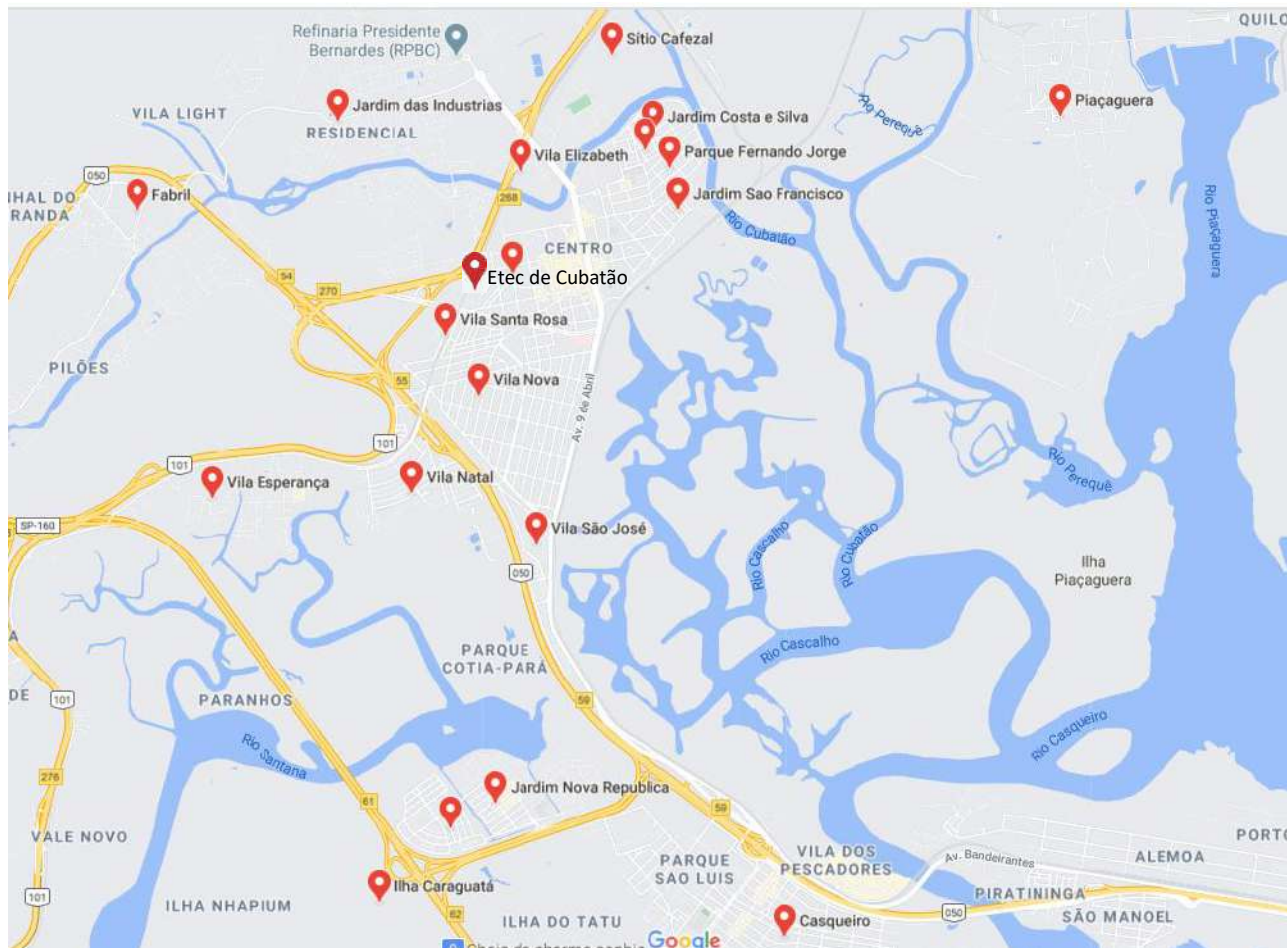 QUILO
Refinaria Presidente
Bernardes (RPBC)
Sítio Cafezal
Piaçaguera
Jardim das Industrias
VILA LIGHT
RESIDENCIAL
Jardim Costa e Silva
Rio Perequê
Vila Elizabeth
Parque Fernando Jorge
050
Fabril
NHAL DO
RANDA
268
Jardim Sao Francisco
Rio Cubatão
Rio Piaçaguera
CENTRO
Etec de Cubatão
54
270
Vila Santa Rosa
PILÕES
55
Vila Nova
Av. 9 de Abril
101
101
Vila Esperança
Vila Natal
Rio Perequê
SP-160
Vila São José
Rio Cascalho
Rio Cubatão
050
Ilha
Piaçaguera
A
PARQUE
COTIA-PARÁ
Rio Cascalho
DE
101
PARANHOS
59
Rio Santana
Rio Casqueiro
276
Jardim Nova Republica
61
59
VALE NOVO
PARQUE
SAO LUIS
VILA DOS
PESCADORES
Av. Bandeirantes
ALEMOA
PORTO
Ilha Caraguatá
101
ILHA NHAPIUM
62
ILHA DO TATU
Casqueiro
PIRATININGA
050
SÃO MANOEL
Google